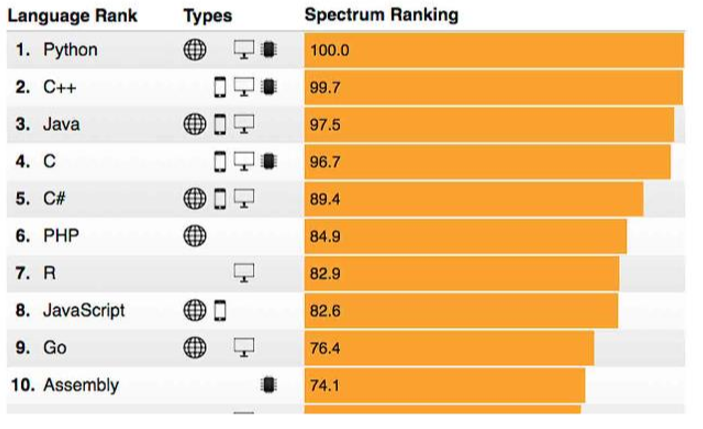 Language Rank Types Spectrum Ranking
1. Python 100.0
2. C++ 99.7
3. Java 97.5
4. C 96.7
5. C# 89.4
6. PHP 84.9
7. R 82.9
8. JavaScript 82.6
9. Go 76.4
10. Assembly 74.1